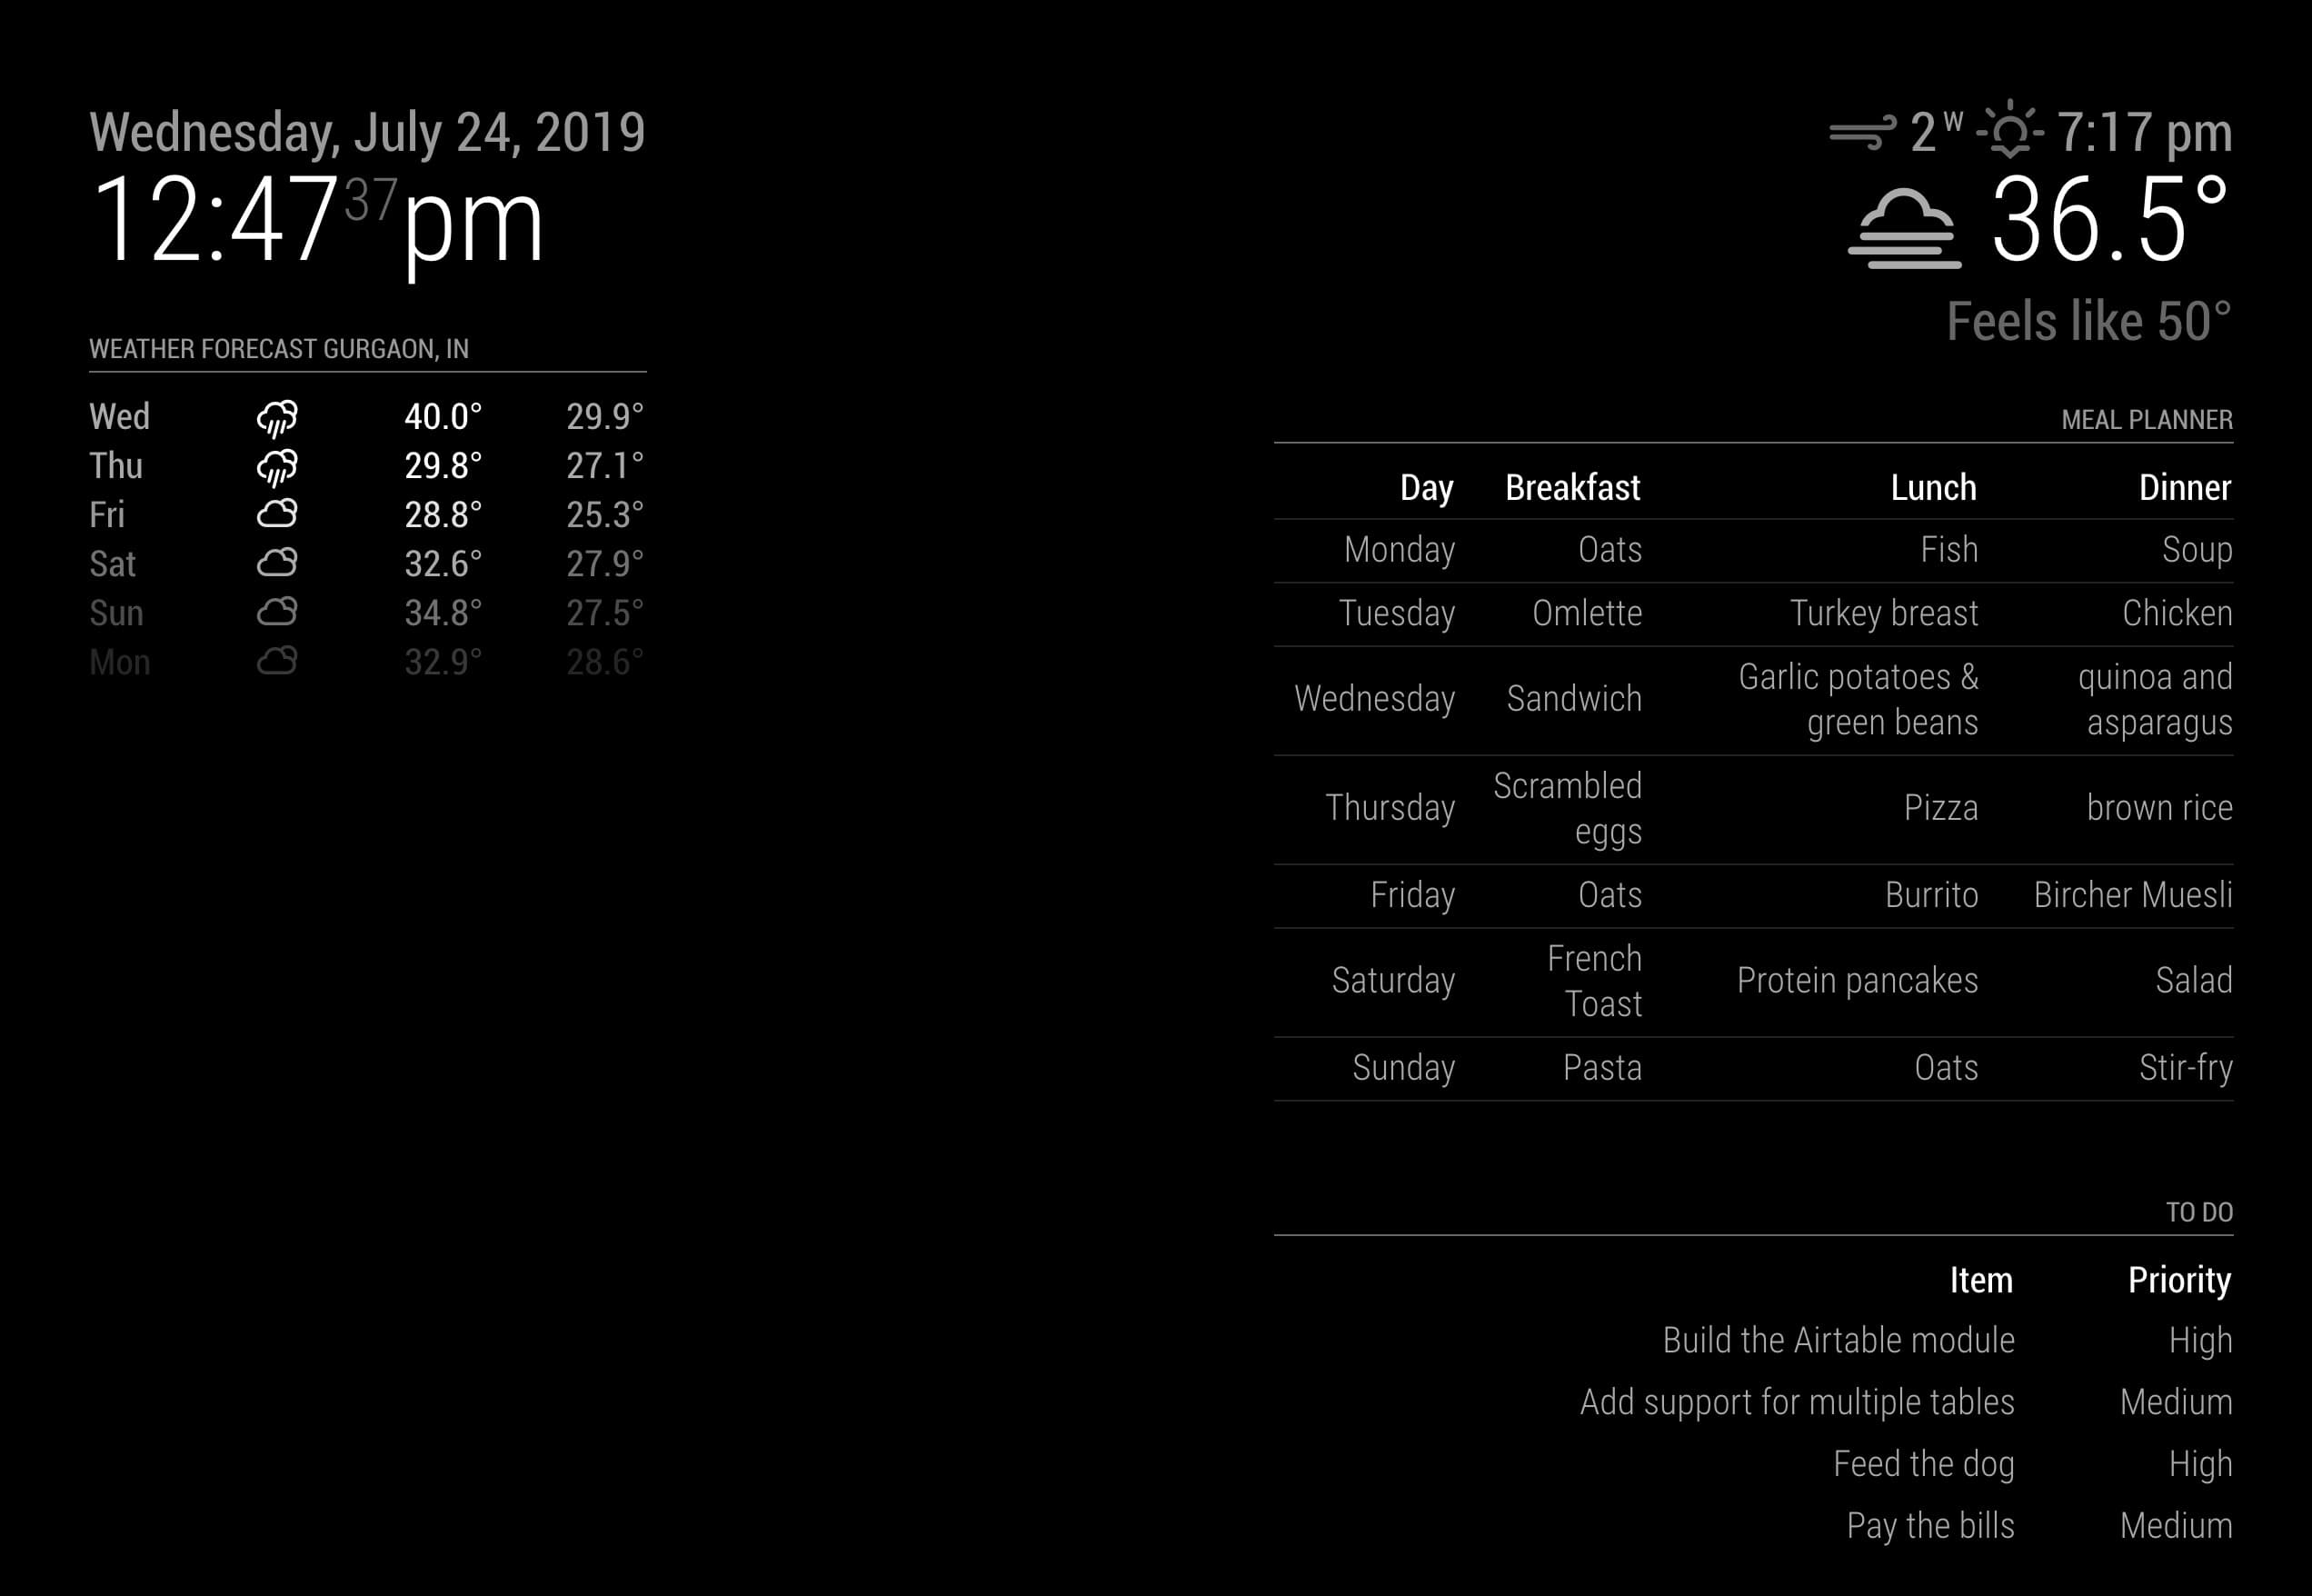 Wednesday, July 24, 2019
12:47 37 pm
WEATHER FORECAST GURGAON, IN
Wed 40.0° 29.9°
Thu 29.8° 27.1°
Fri 28.8° 25.3°
Sat 32.6° 27.9°
Sun 34.8° 27.5°
Mon 32.9° 28.6°
2 W 7:17 pm
36.5°
Feels like 50°
MEAL PLANNER
Day Breakfast Lunch Dinner
Monday Oats Fish Soup
Tuesday Omlette Turkey breast Chicken
Wednesday Sandwich Garlic potatoes & quinoa and
green beans asparagus
Thursday Scrambled Pizza brown rice
eggs
Friday Oats Burrito Bircher Muesli
Saturday French Protein pancakes Salad
Toast
Sunday Pasta Oats Stir-fry
TO DO
Item Priority
Build the Airtable module High
Add support for multiple tables Medium
Feed the dog High
Pay the bills Medium